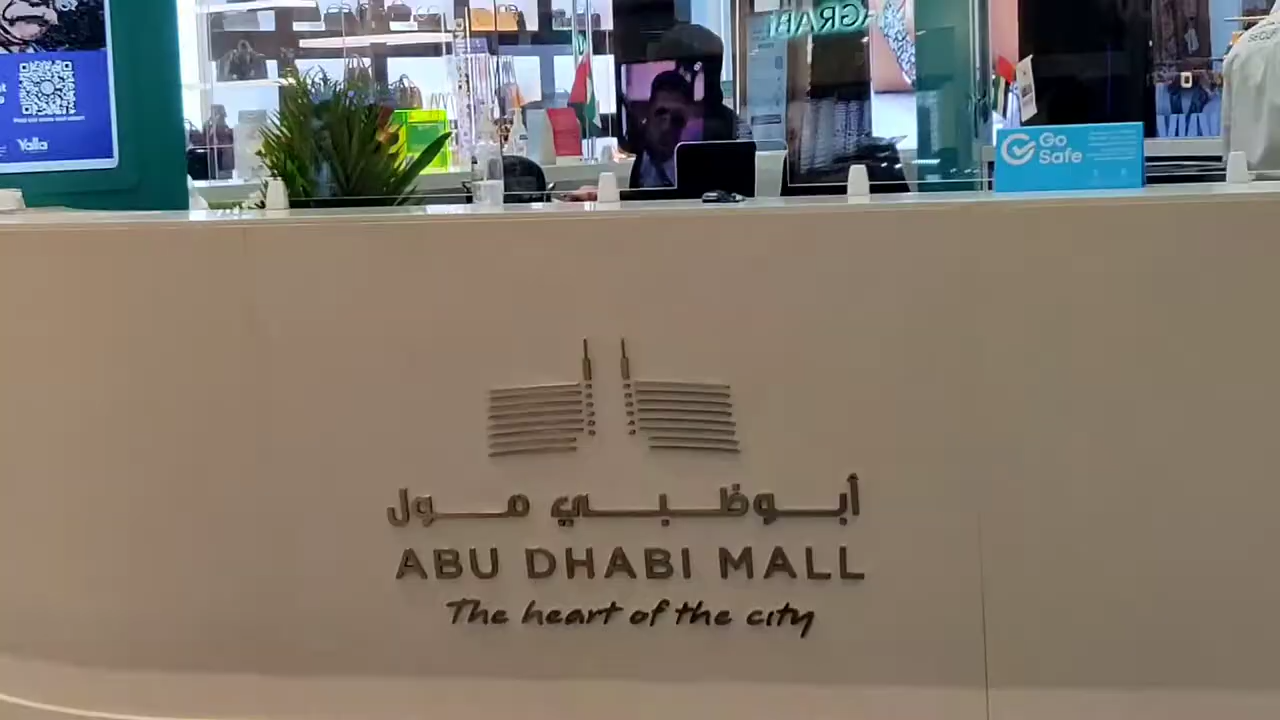 Yalla
Go
Safe
أبوظبي مول
ABU DHABI MALL
The heart of the city